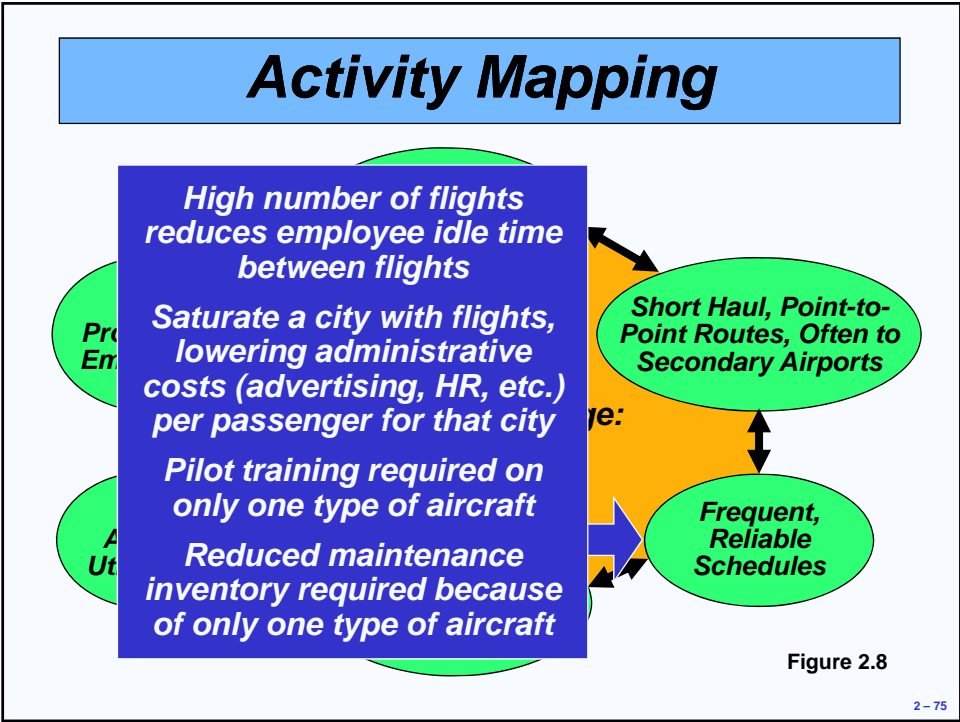 Activity Mapping
High number of flights
reduces employee idle time
between flights
Saturate a city with flights,
lowering administrative
costs (advertising, HR, etc.)
per passenger for that city
Pilot training required on
only one type of aircraft
Reduced maintenance
inventory required because
of only one type of aircraft
Short Haul, Point-to-
Point Routes, Often to
Secondary Airports
Frequent,
Reliable
Schedules
Figure 2.8
2 – 75